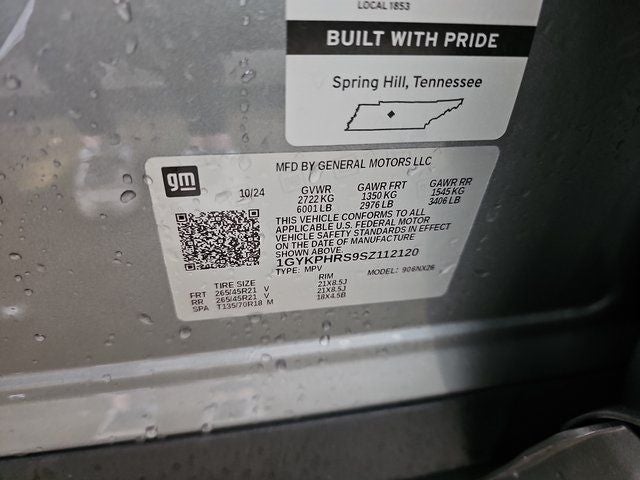 LOCAL 1853
BUILT WITH PRIDE
Spring Hill, Tennessee
gm
MFD BY GENERAL MOTORS LLC
10/24 GVWR GAWR FRT GAWR RR
2722 KG 1350 KG 1545 KG
6001 LB 2976 LB 3406 LB
THIS VEHICLE CONFORMS TO ALL
APPLICABLE U.S. FEDERAL MOTOR
VEHICLE SAFETY STANDARDS IN EFFECT
ON THE DATE OF MANUFACTURE
1GYKPHRS9SZ112120
TYPE: MPV MODEL: 906NX26
TIRE SIZE RIM
FRT 265/45R21 V 21X8.5J
RR 265/45R21 V 21X8.5J
SPA T135/70R18 M 18X4.5B